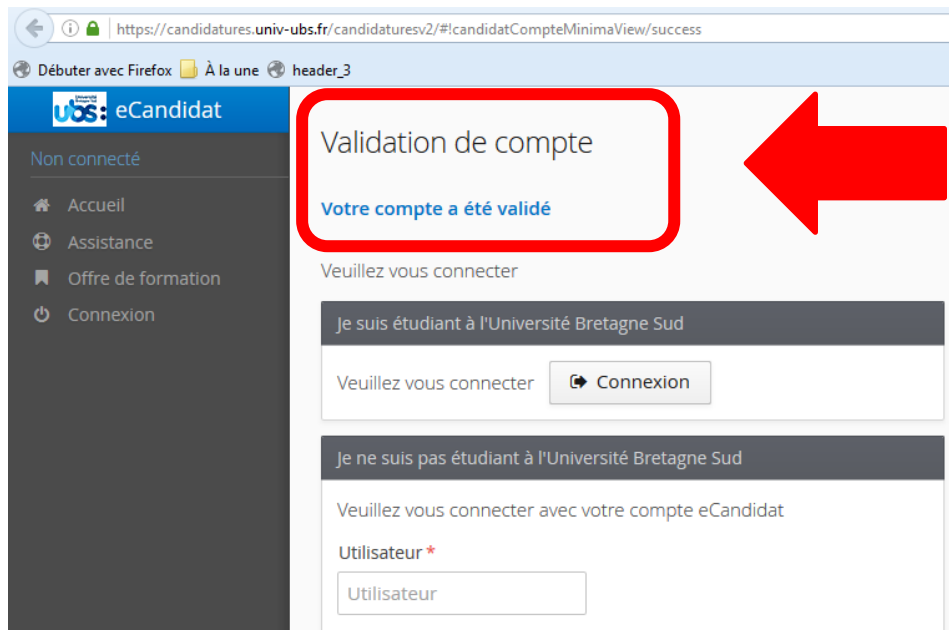 https://candidatures.univ-ubs.fr/candidaturesv2/#!candidatCompteMinimaView/success
Débuter avec Firefox À la une header_3
ubs: eCandidat
Non connecté
Accueil
Assistance
Offre de formation
Connexion
Validation de compte
Votre compte a été validé
Veuillez vous connecter
Je suis étudiant à l'Université Bretagne Sud
Veuillez vous connecter Connexion
Je ne suis pas étudiant à l'Université Bretagne Sud
Veuillez vous connecter avec votre compte eCandidat
Utilisateur *
Utilisateur